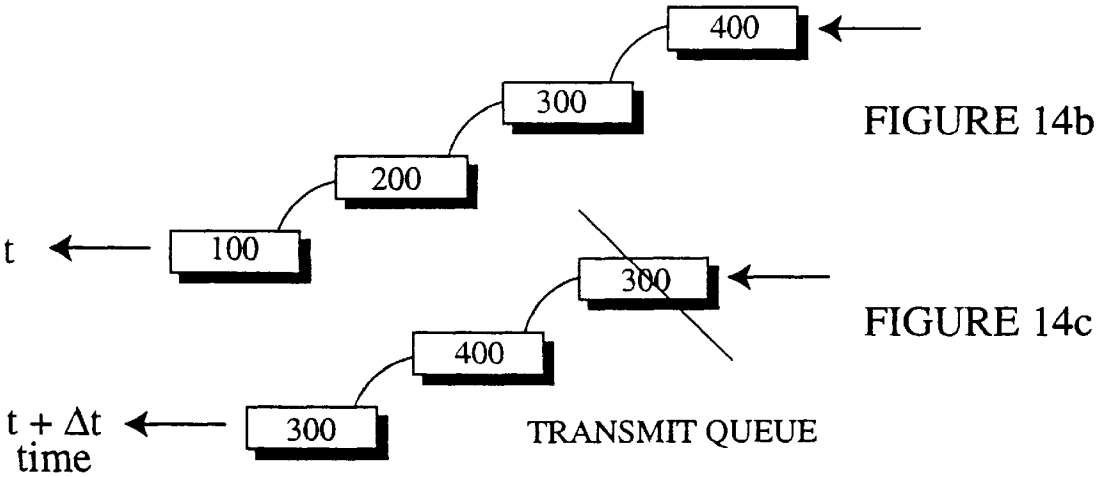 400
300
FIGURE 14b
200
t
100
300
FIGURE 14c
400
t + Δt
time
300
TRANSMIT QUEUE